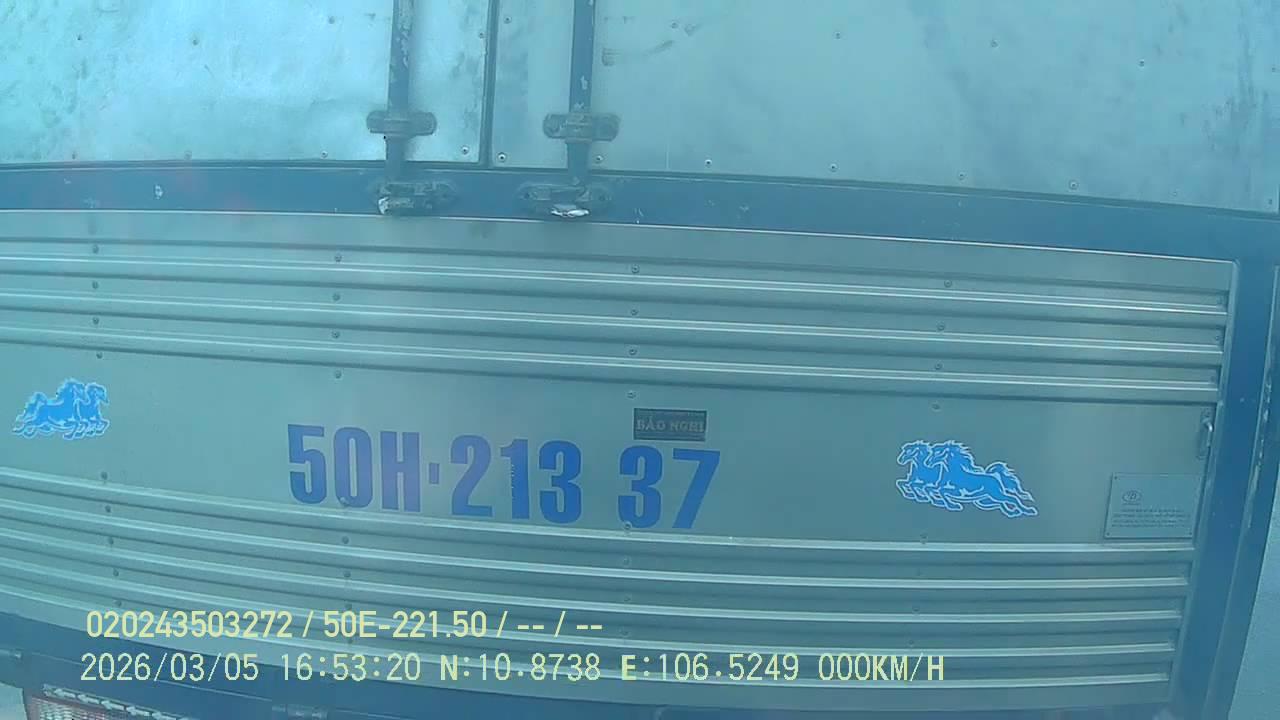 BẢO NGHI
50H·213 37
020243503272 / 50E-221.50 / -- / --
2026/03/05 16:53:20 N:10.8738 E:106.5249 000KM/H